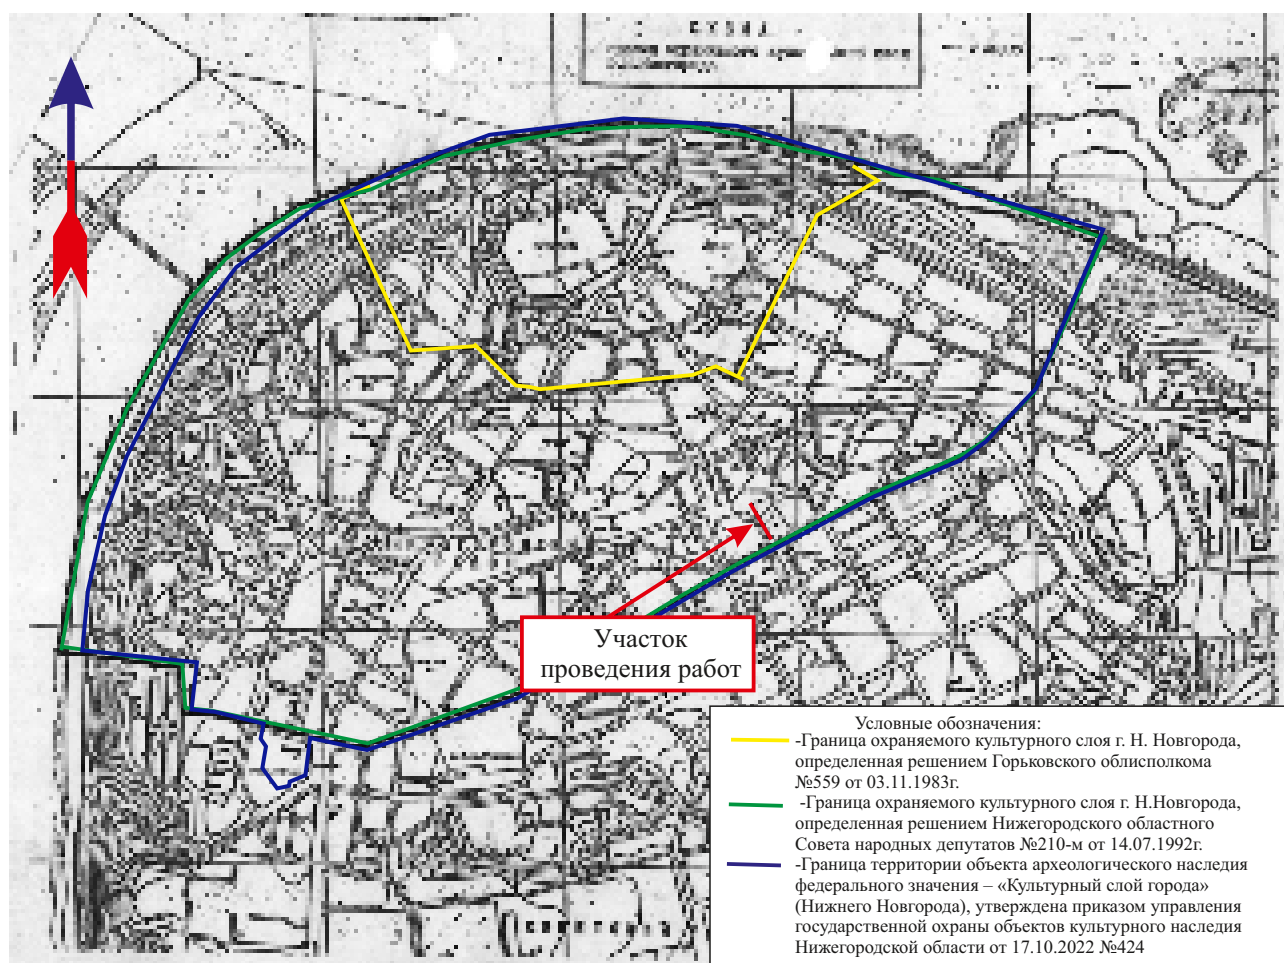 Участок
проведения работ
Условные обозначения:
-Граница охраняемого культурного слоя г. Н. Новгорода,
определенная решением Горьковского облисполкома
№559 от 03.11.1983г.
-Граница охраняемого культурного слоя г. Н.Новгорода,
определенная решением Нижегородского областного
Совета народных депутатов №210-м от 14.07.1992г.
-Граница территории объекта археологического наследия
федерального значения – «Культурный слой города»
(Нижнего Новгорода), утверждена приказом управления
государственной охраны объектов культурного наследия
Нижегородской области от 17.10.2022 №424